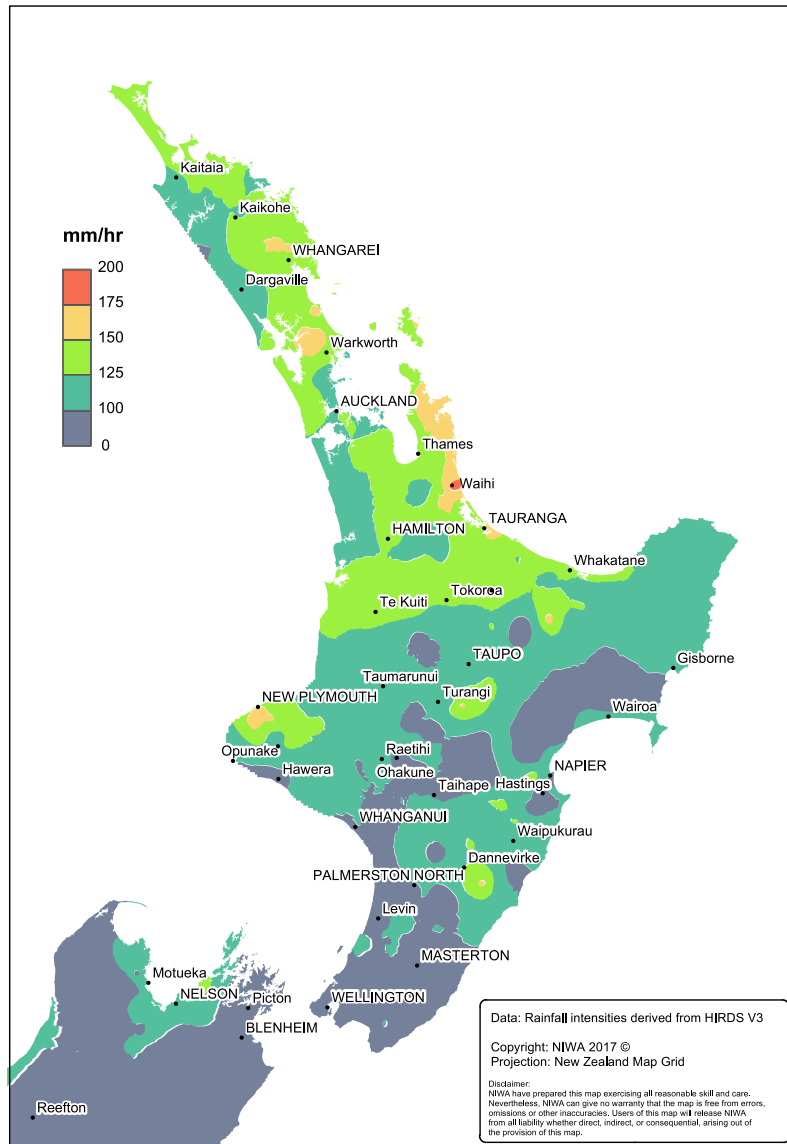 Kaitaia
Kaikohe
mm/hr
WHANGAREI
200
Dargaville
175
150
Warkworth
125
100
AUCKLAND
0
Thames
Waihi
TAURANGA
HAMILTON
Whakatane
Tokoroa
Te Kuiti
TAUPO
Gisborne
Taumarunui
Turangi
NEW PLYMOUTH
Wairoa
Opunake
Raetihi
Ohakune
NAPIER
Hawera
Taihape
Hastings
WHANGANUI
Waipukurau
Dannevirke
PALMERSTON NORTH
Levin
MASTERTON
Motueka
NELSON
Picton
WELLINGTON
BLENHEIM
Reefton
Data: Rainfall intensities derived from HIRDS V3
Copyright: NIWA 2017 ©
Projection: New Zealand Map Grid
Disclaimer:
NIWA have prepared this map exercising all reasonable skill and care.
Nevertheless, NIWA can give no warranty that the map is free from errors,
omissions or other inaccuracies. Users of this map will release NIWA
from all liability whether direct, indirect, or consequential, arising out of
the provision of this map.